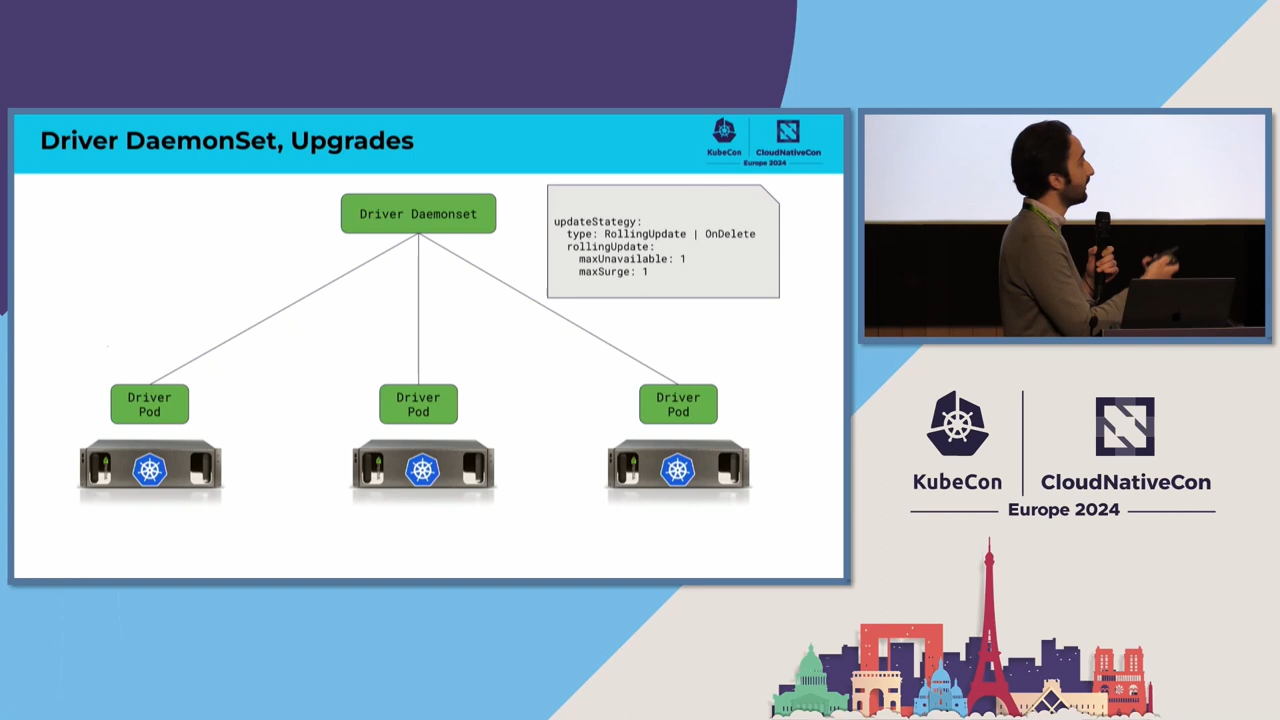 Driver DaemonSet, Upgrades
KubeCon
CloudNativeCon
Europe 2024
Driver Daemonset
updateStategy:
type: RollingUpdate | OnDelete
rollingUpdate:
maxUnavailable: 1
maxSurge: 1
Driver
Pod
Driver
Pod
Driver
Pod
KubeCon
CloudNativeCon
Europe 2024